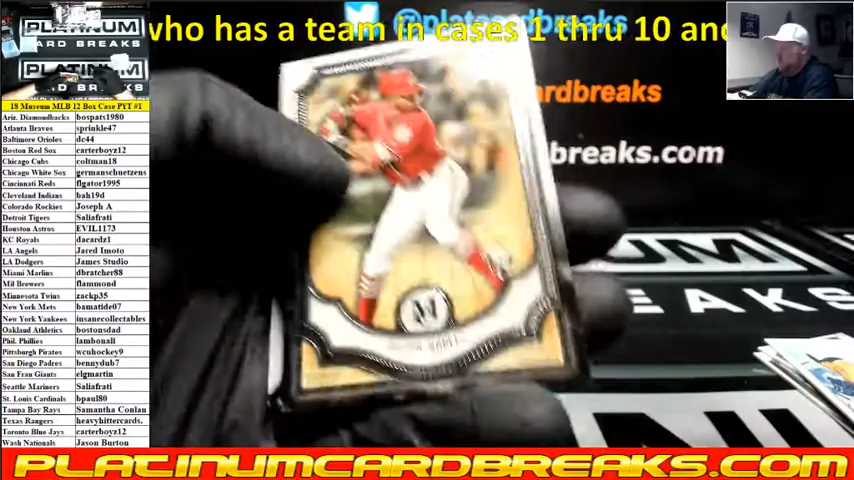 PLATINUM
CARD BREAKS
PLATINUM
who has a team in cases 1 thru 10 and
18 Museum MLB 12 Box Case PYT #1
Ariz. Diamondbacks bospats1980
Atlanta Braves sprinkle47
Baltimore Orioles dc44
Boston Red Sox carterboyz12
Chicago Cubs coltman18
Chicago White Sox germanschuetzens
Cincinnati Reds flgator1995
Cleveland Indians bah19d
Colorado Rockies Joseph A
Detroit Tigers Saliafrati
Houston Astros EVIL1173
KC Royals dacardz1
LA Angels Jared Imoto
LA Dodgers James Studio
Miami Marlins dbratcher88
Mil Brewers flammond
Minnesota Twins zackp35
New York Mets bamatide07
New York Yankees insanecollectables
Oakland Athletics bostonsdad
Phil. Phillies lambonali
Pittsburgh Pirates wcuhockey9
San Diego Padres bennydub7
San Fran Giants elgmartin
Seattle Mariners Saliafrati
St. Louis Cardinals bpaul80
Tampa Bay Rays Samantha Conlan
Texas Rangers heavyhittercards,
Toronto Blue Jays carterboyz12
Wash Nationals Jason Burton
ardbreaks
breaks.com
NUM
EAKS
PLATINUMCARDBREAKS.COM